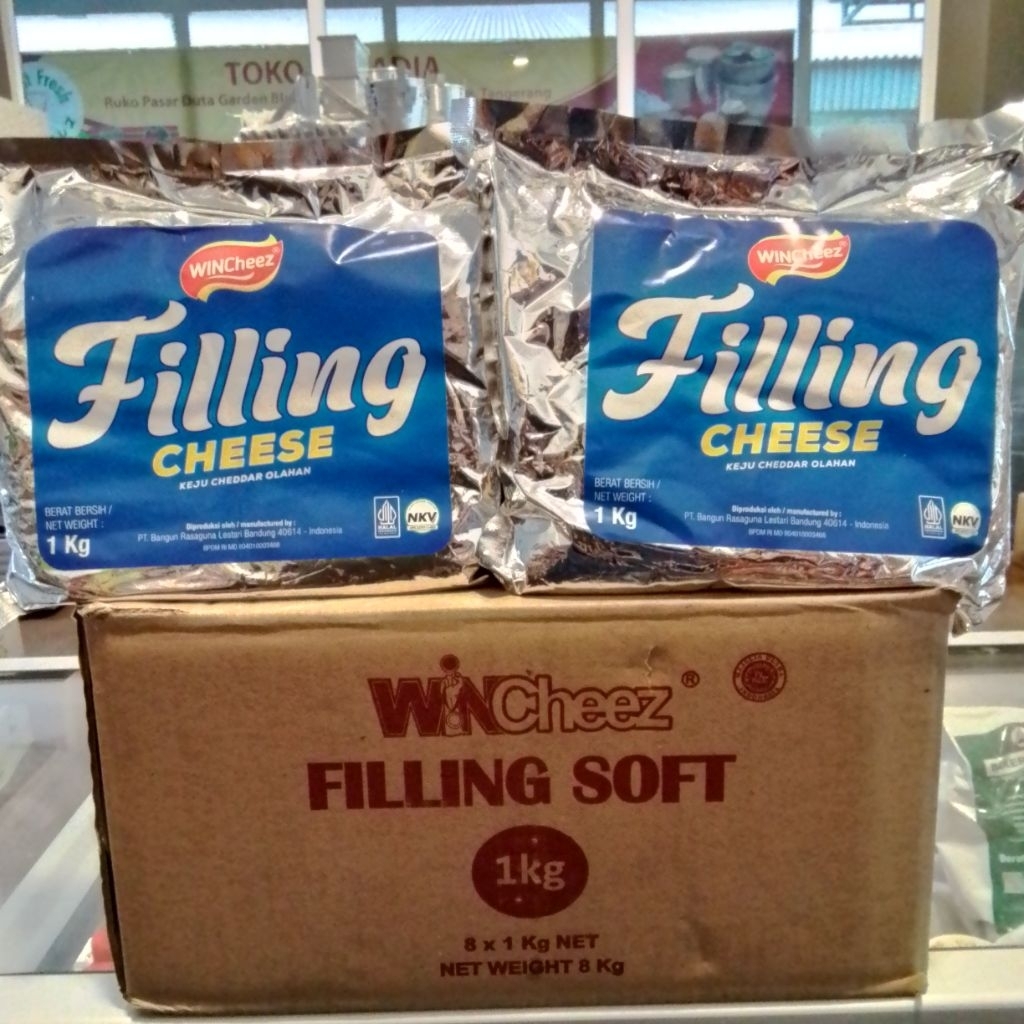 TOKO
Ruko Pasar Duta Garden
Tangerang
Fresh
WINCheez®
Filling
CHEESE
KEJU CHEDDAR OLAHAN
BERAT BERSIH /
NET WEIGHT :
1 Kg
Diproduksi oleh / manufactured by :
PT. Bangun Rasaguna Lestari Bandung 40614 - Indonesia
HALAL
NKV
WINCheez®
Filling
CHEESE
KEJU CHEDDAR OLAHAN
BERAT BERSIH /
NET WEIGHT :
1 Kg
Diproduksi oleh / manufactured by :
PT. Bangun Rasaguna Lestari Bandung 40614 - Indonesia
HALAL
NKV
WINCheez®
FILLING SOFT
1kg
8 x 1 Kg NET
NET WEIGHT 8 Kg